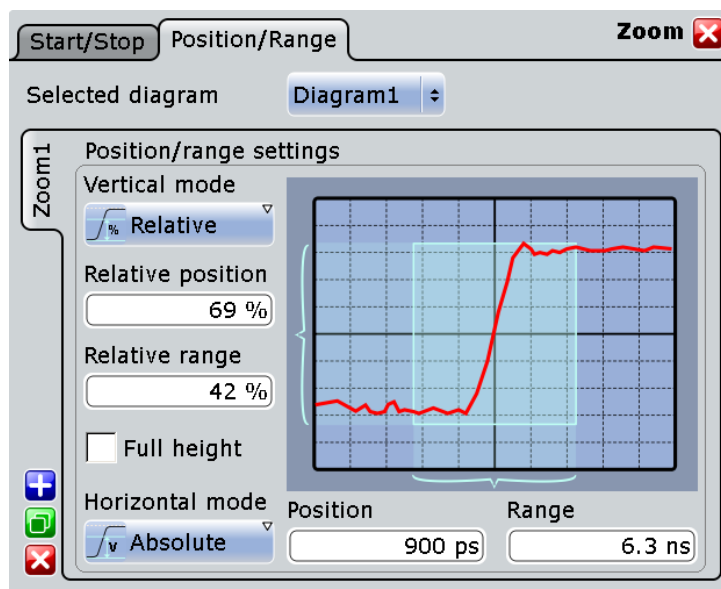 Start/Stop
Position/Range
Zoom
Selected diagram
Diagram1
Zoom1
Position/range settings
Vertical mode
% Relative
Relative position
69 %
Relative range
42 %
Full height
Horizontal mode
V Absolute
Position
900 ps
Range
6.3 ns